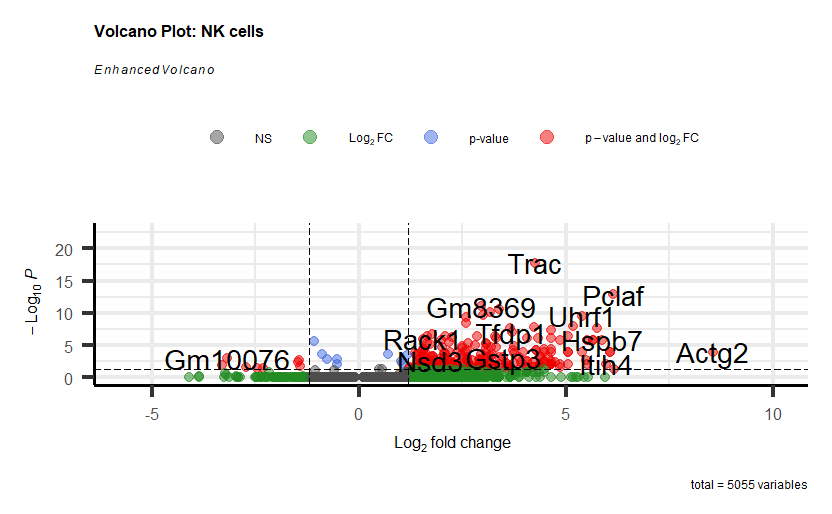 Volcano Plot: NK cells
EnhancedVolcano
NS Log2 FC p-value p − value and log2 FC
− Log10 P
20
15
10
5
0
Trac
Pclaf
Gm8369
Uhrf1
Tfdp1
Rack1
Hspb7
Actg2
Gm10076
Nsd3
Gstp3
Itih4
-5 0 5 10
Log2 fold change
total = 5055 variables